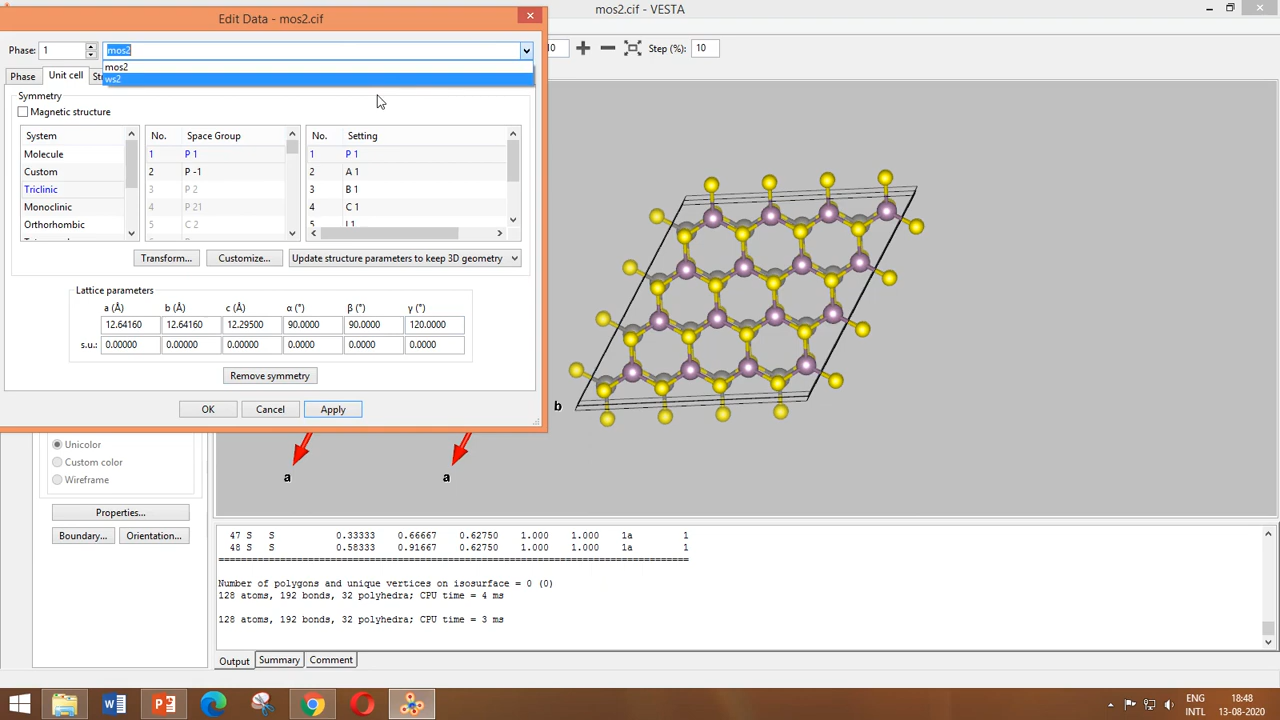 Edit Data - mos2.cif
mos2.cif - VESTA
Phase: 1 mos2
10 Step (%): 10
mos2
ws2
Phase Unit cell St
Symmetry
Magnetic structure
System No. Space Group No. Setting
Molecule 1 P 1 1 P 1
Custom 2 P -1 2 A 1
Triclinic 3 P 2 3 B 1
Monoclinic 4 P 21 4 C 1
Orthorhombic 5 C 2 5 I 1
Transform... Customize... Update structure parameters to keep 3D geometry
Lattice parameters
a (Å) b (Å) c (Å) α (°) β (°) γ (°)
12.64160 12.64160 12.29500 90.0000 90.0000 120.0000
s.u.: 0.00000 0.00000 0.00000 0.0000 0.0000 0.0000
Remove symmetry
OK Cancel Apply
b
Unicolor
Custom color
Wireframe
a a
Properties...
Boundary... Orientation...
47 S S 0.33333 0.66667 0.62750 1.000 1.000 1a 1
48 S S 0.58333 0.91667 0.62750 1.000 1.000 1a 1
Number of polygons and unique vertices on isosurface = 0 (0)
128 atoms, 192 bonds, 32 polyhedra; CPU time = 4 ms
128 atoms, 192 bonds, 32 polyhedra; CPU time = 3 ms
Output Summary Comment
ENG 18:48
INTL 13-08-2020